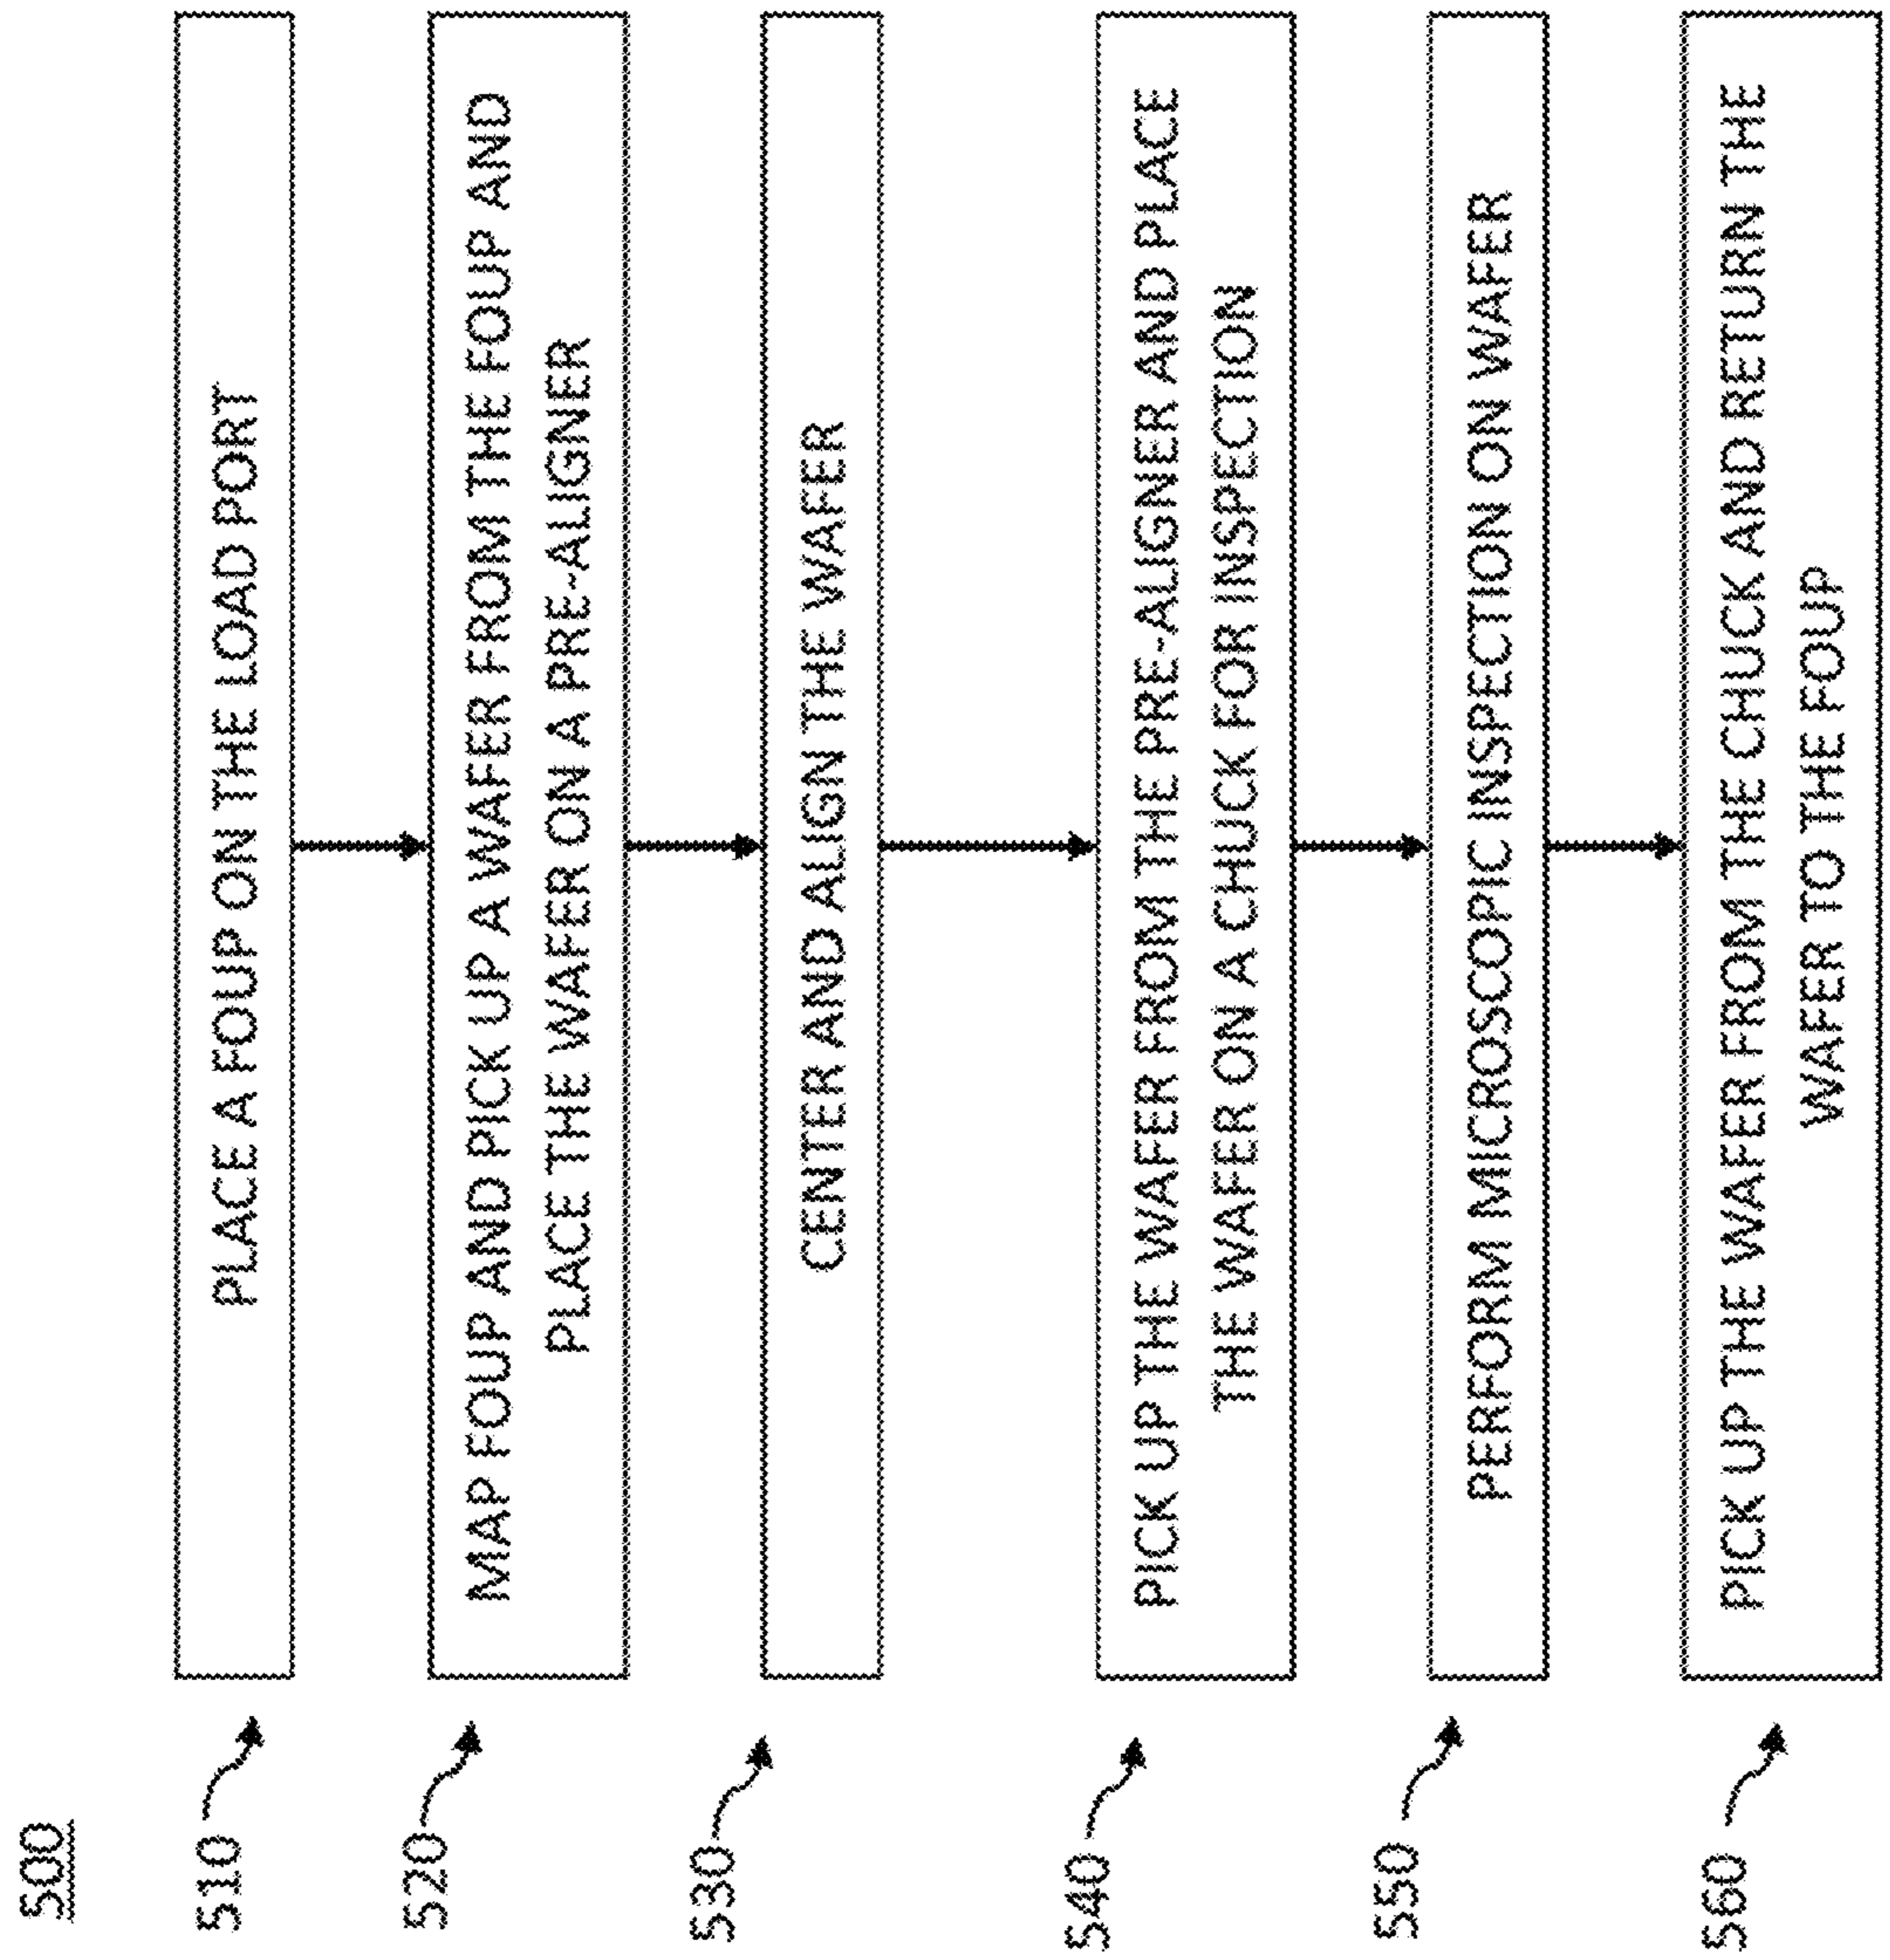 500
510
PLACE A FOUP ON THE LOAD PORT
520
MAP FOUP AND PICK UP A WAFER FROM THE FOUP AND
PLACE THE WAFER ON A PRE-ALIGNER
530
CENTER AND ALIGN THE WAFER
540
PICK UP THE WAFER FROM THE PRE-ALIGNER AND PLACE
THE WAFER ON A CHUCK FOR INSPECTION
550
PERFORM MICROSCOPIC INSPECTION ON WAFER
560
PICK UP THE WAFER FROM THE CHUCK AND RETURN THE
WAFER TO THE FOUP